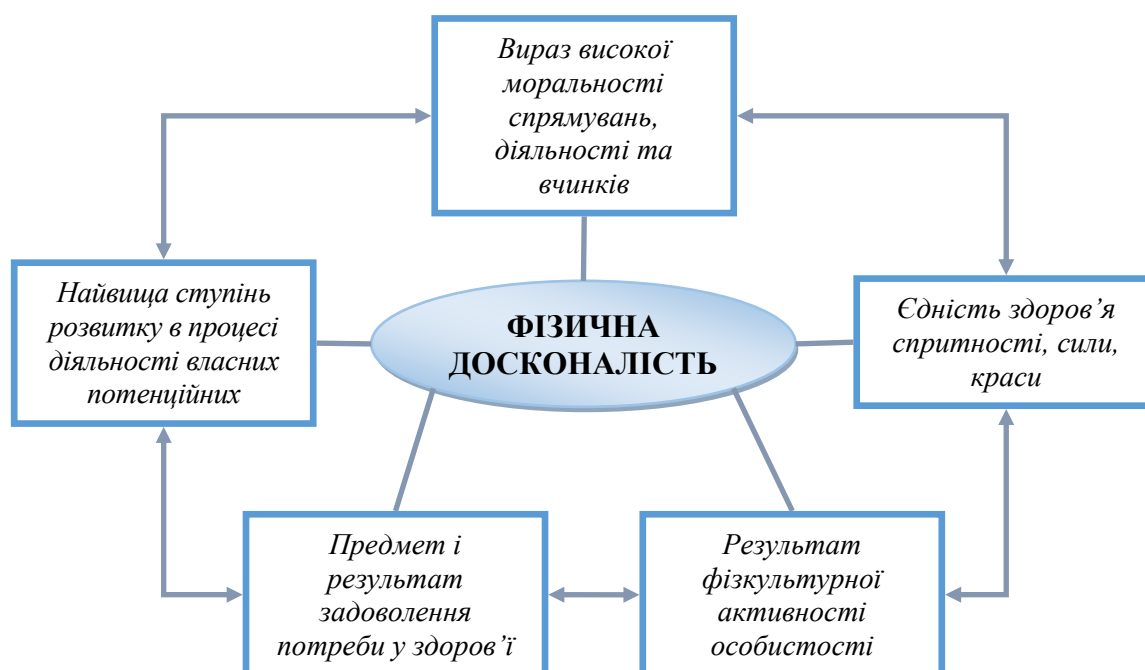 Вираз високої
моральності
спрямувань,
діяльності та
вчинків
Найвища ступінь
розвитку в процесі
діяльності власних
потенційних
ФІЗИЧНА
ДОСКОНАЛІСТЬ
Єдність здоров’я
спритності, сили,
краси
Предмет і
результат
задоволення
потреби у здоров’ї
Результат
фізкультурної
активності
особистості